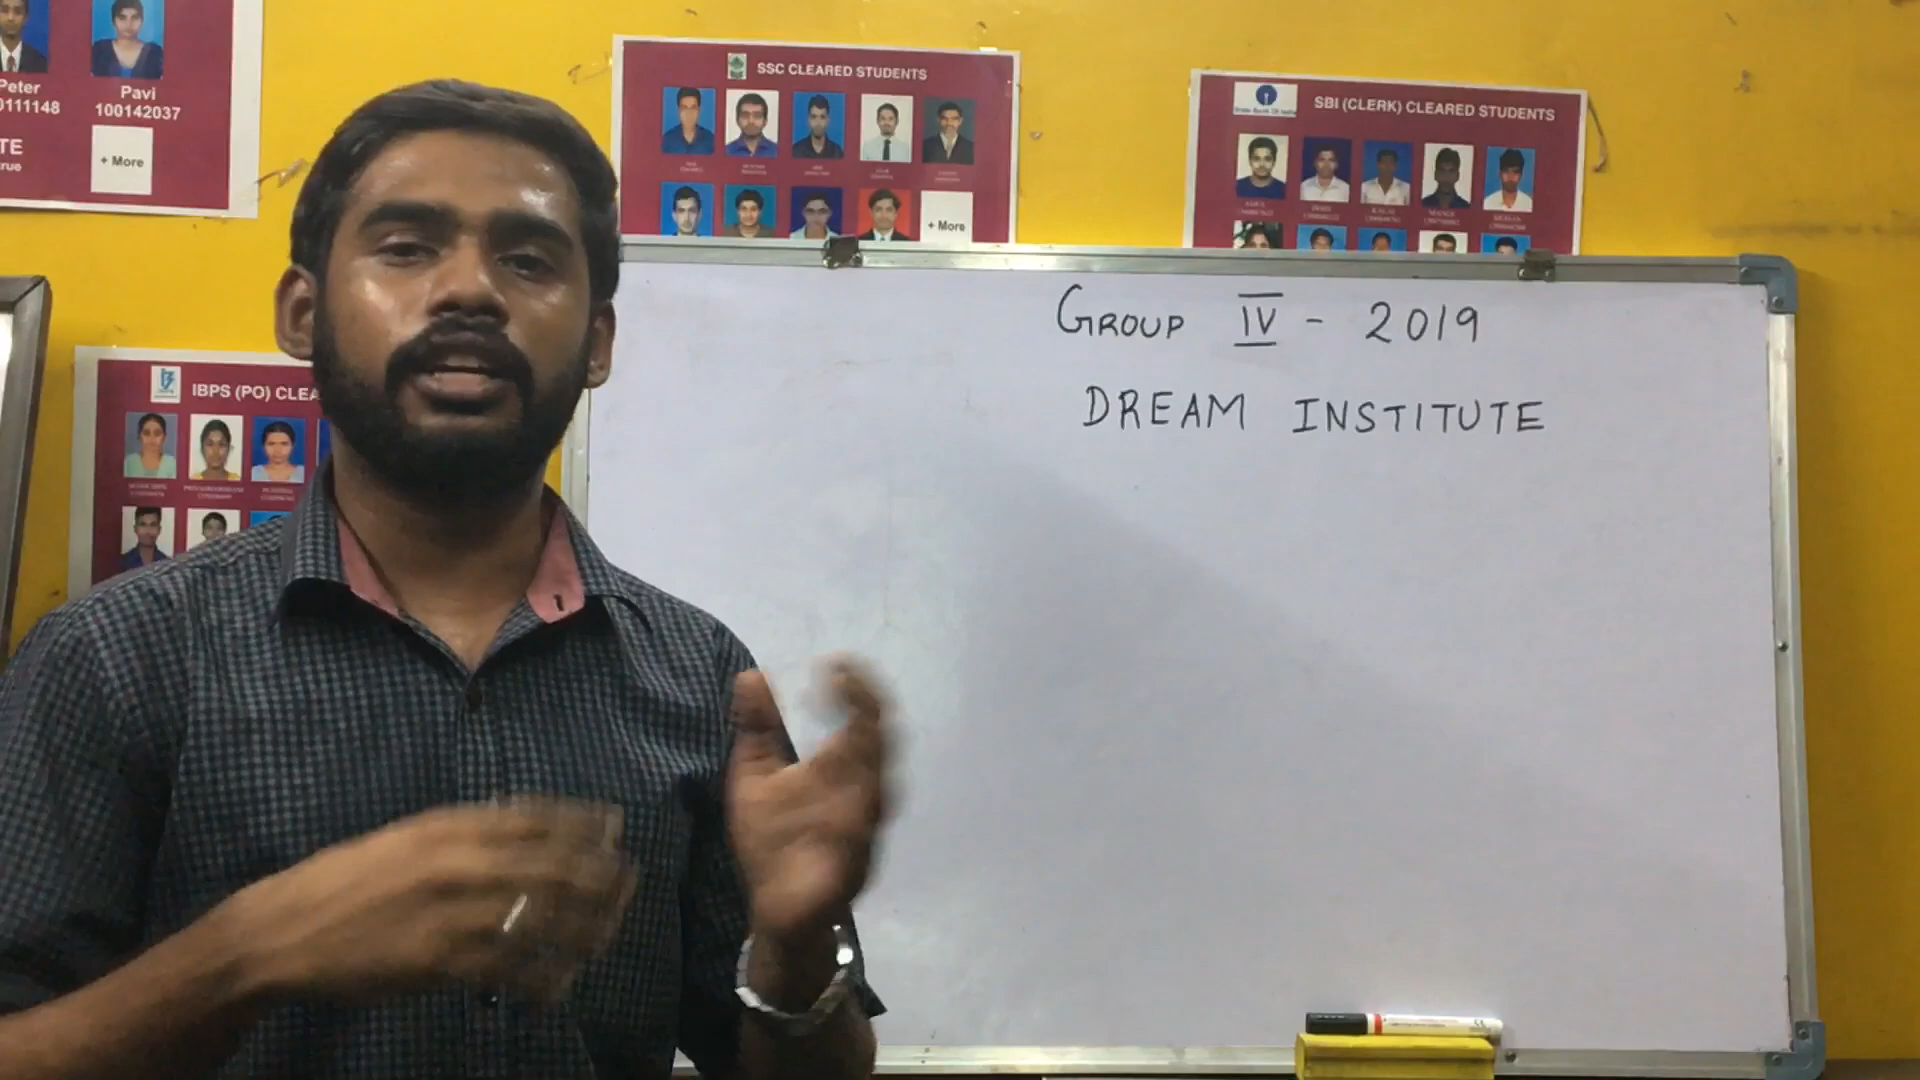 Peter
0111148
Pavi
100142037
TE
rue
+ More
SSC CLEARED STUDENTS
+ More
SBI (CLERK) CLEARED STUDENTS
IBPS (PO) CLEA
GROUP IV - 2019
DREAM INSTITUTE